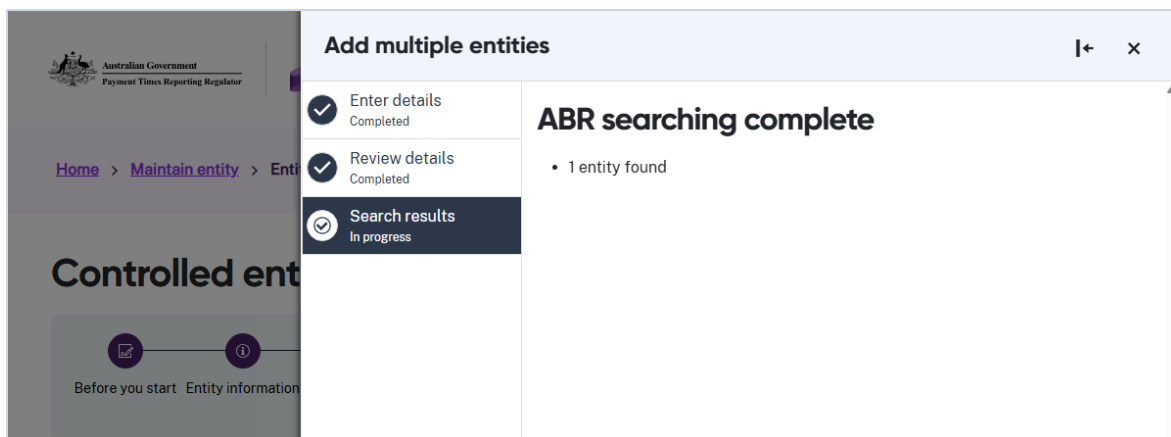 Australian Government
Payment Times Reporting Regulator
Home > Maintain entity > Enti
Controlled ent
Before you start
Entity information
Add multiple entities
Enter details
Completed
Review details
Completed
Search results
In progress
ABR searching complete
• 1 entity found